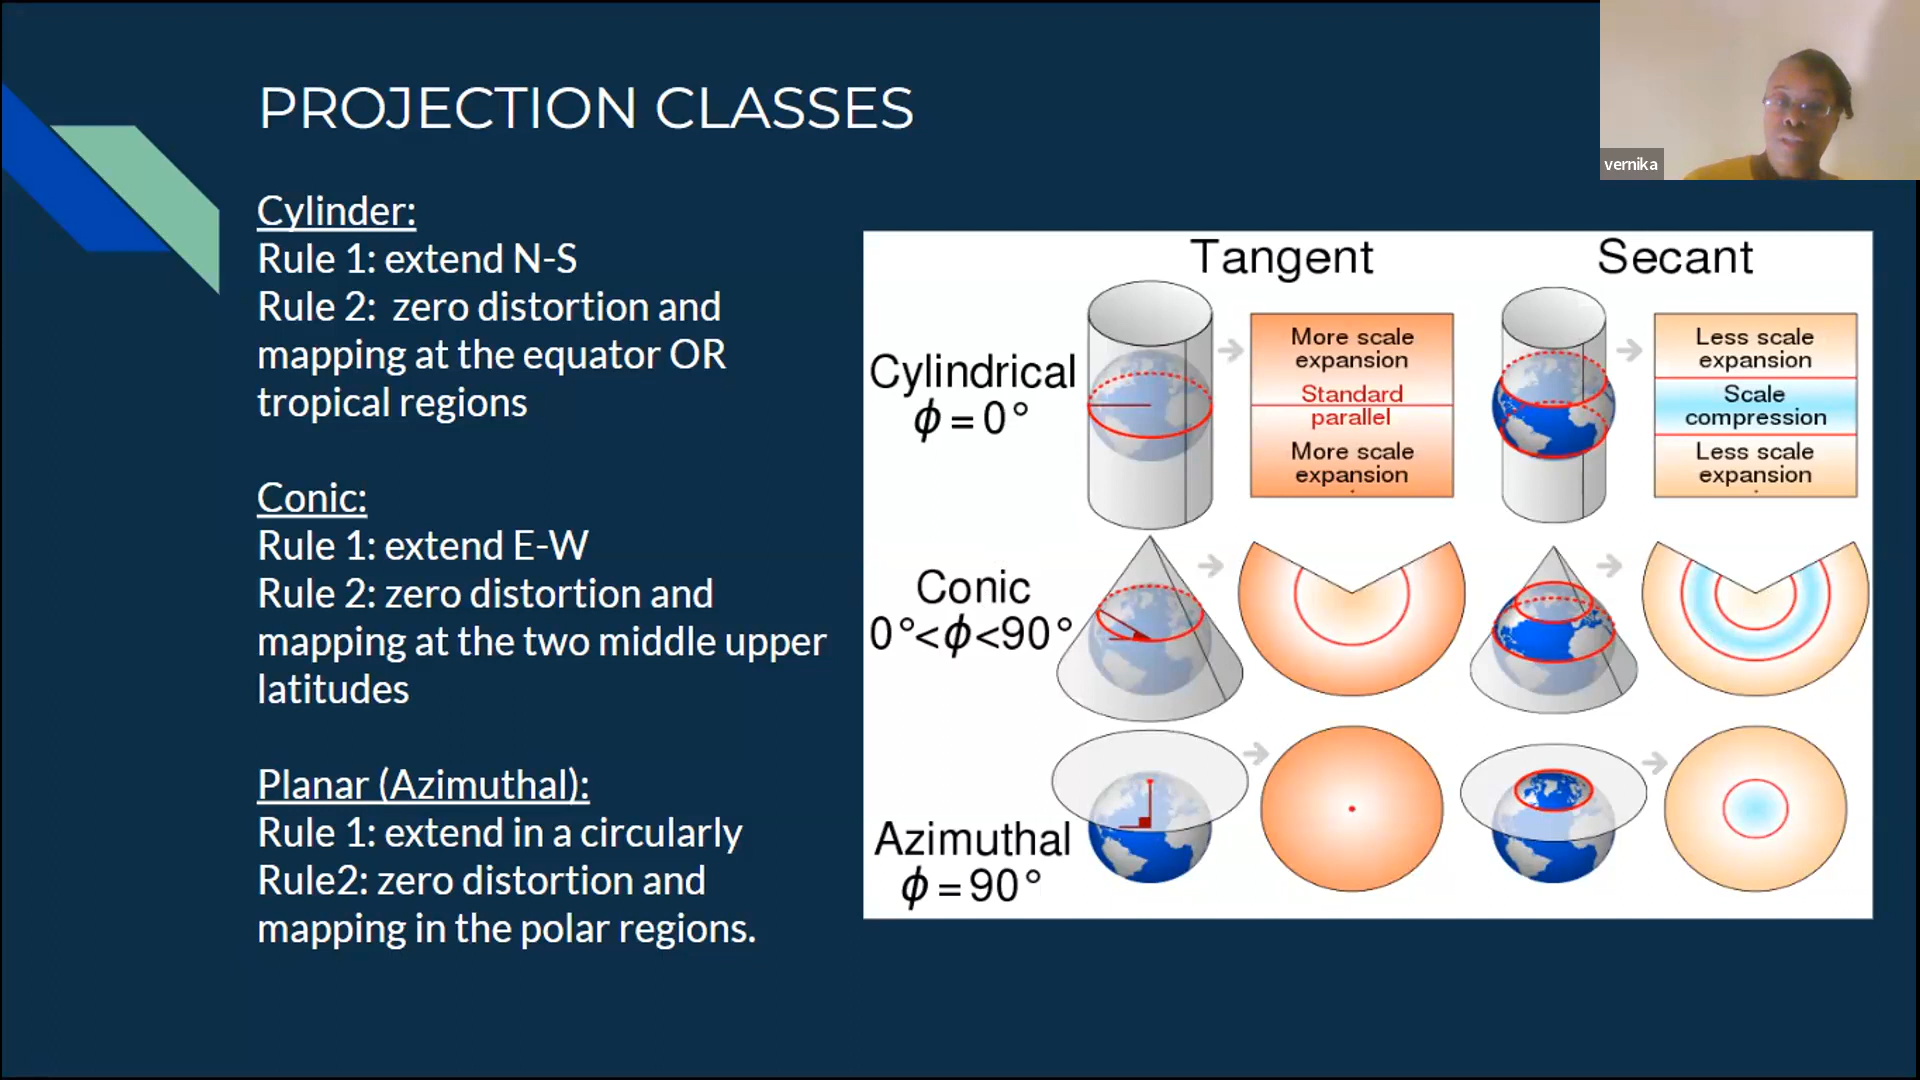 PROJECTION CLASSES
vernika
Cylinder:
Rule 1: extend N-S
Rule 2:  zero distortion and
mapping at the equator OR
tropical regions
Conic:
Rule 1: extend E-W
Rule 2: zero distortion and
mapping at the two middle upper
latitudes
Planar (Azimuthal):
Rule 1: extend in a circularly
Rule2: zero distortion and
mapping in the polar regions.
Tangent
Secant
Cylindrical
ϕ = 0°
More scale
expansion
Standard
parallel
More scale
expansion
Less scale
expansion
Scale
compression
Less scale
expansion
Conic
0°<ϕ<90°
Azimuthal
ϕ = 90°